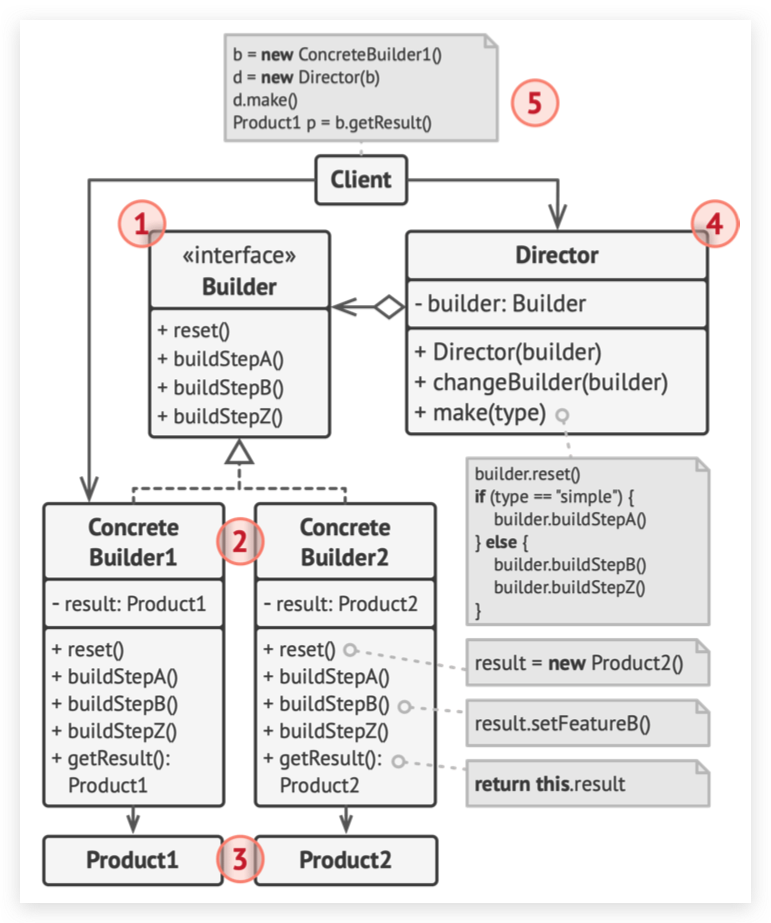 b = new ConcreteBuilder1()
d = new Director(b)
d.make()
Product1 p = b.getResult()
5
Client
1
«interface»
Builder
+ reset()
+ buildStepA()
+ buildStepB()
+ buildStepZ()
4
Director
- builder: Builder
+ Director(builder)
+ changeBuilder(builder)
+ make(type)
builder.reset()
if (type == "simple") {
builder.buildStepA()
} else {
builder.buildStepB()
builder.buildStepZ()
}
2
Concrete
Builder1
- result: Product1
+ reset()
+ buildStepA()
+ buildStepB()
+ buildStepZ()
+ getResult():
Product1
Concrete
Builder2
- result: Product2
+ reset()
+ buildStepA()
+ buildStepB()
+ buildStepZ()
+ getResult():
Product2
result = new Product2()
result.setFeatureB()
return this.result
Product1
3
Product2